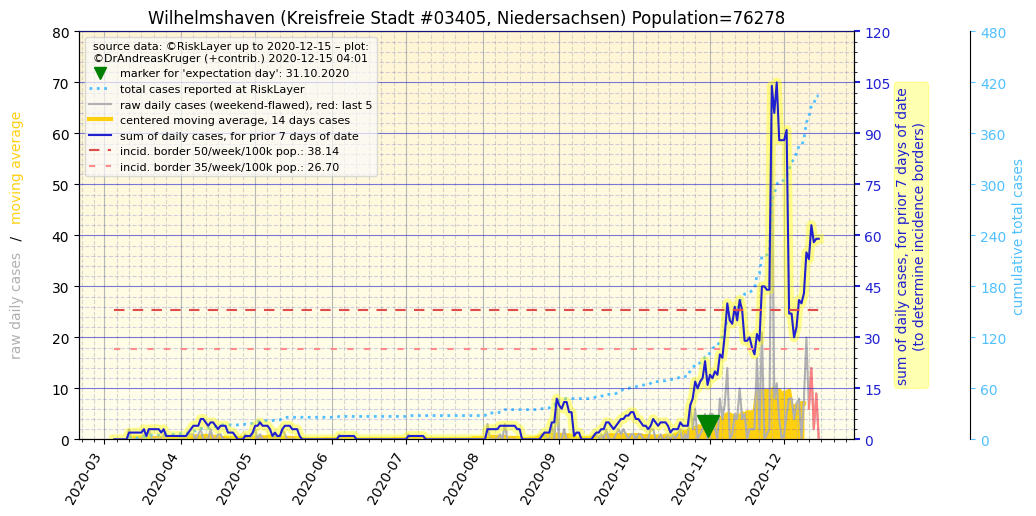 Wilhelmshaven (Kreisfreie Stadt #03405, Niedersachsen) Population=76278
source data: ©RiskLayer up to 2020-12-15 – plot:
©DrAndreasKruger (+contrib.) 2020-12-15 04:01
marker for 'expectation day': 31.10.2020
total cases reported at RiskLayer
raw daily cases (weekend-flawed), red: last 5
centered moving average, 14 days cases
sum of daily cases, for prior 7 days of date
incid. border 50/week/100k pop.: 38.14
incid. border 35/week/100k pop.: 26.70
raw daily cases / moving average
80
70
60
50
40
30
20
10
0
120
105
90
75
60
45
30
15
0
sum of daily cases, for prior 7 days of date
(to determine incidence borders)
480
420
360
300
240
180
120
60
0
cumulative total cases
2020-03
2020-04
2020-05
2020-06
2020-07
2020-08
2020-09
2020-10
2020-11
2020-12